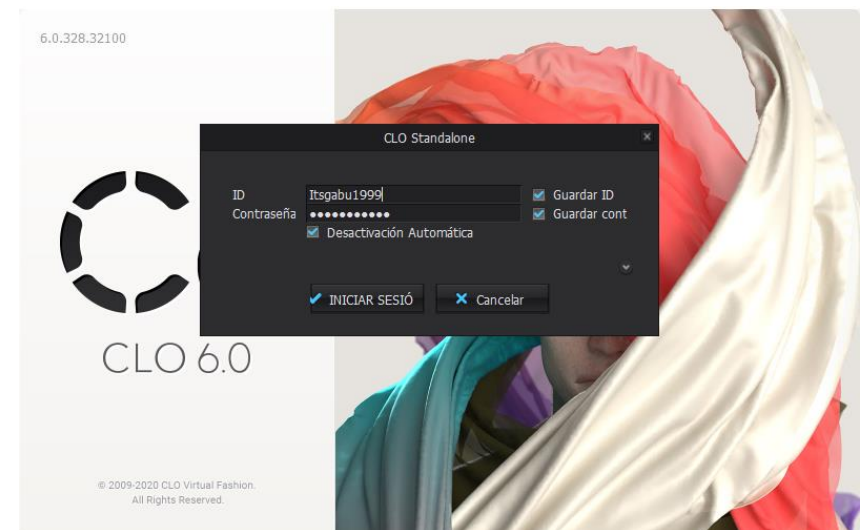 6.0.328.32100
CLO Standalone
ID Itsgabu1999 Guardar ID
Contraseña ●●●●●●●●●●● Guardar cont
Desactivación Automática
INICIAR SESIÓ Cancelar
CLO 6.0
© 2009-2020 CLO Virtual Fashion.
All Rights Reserved.